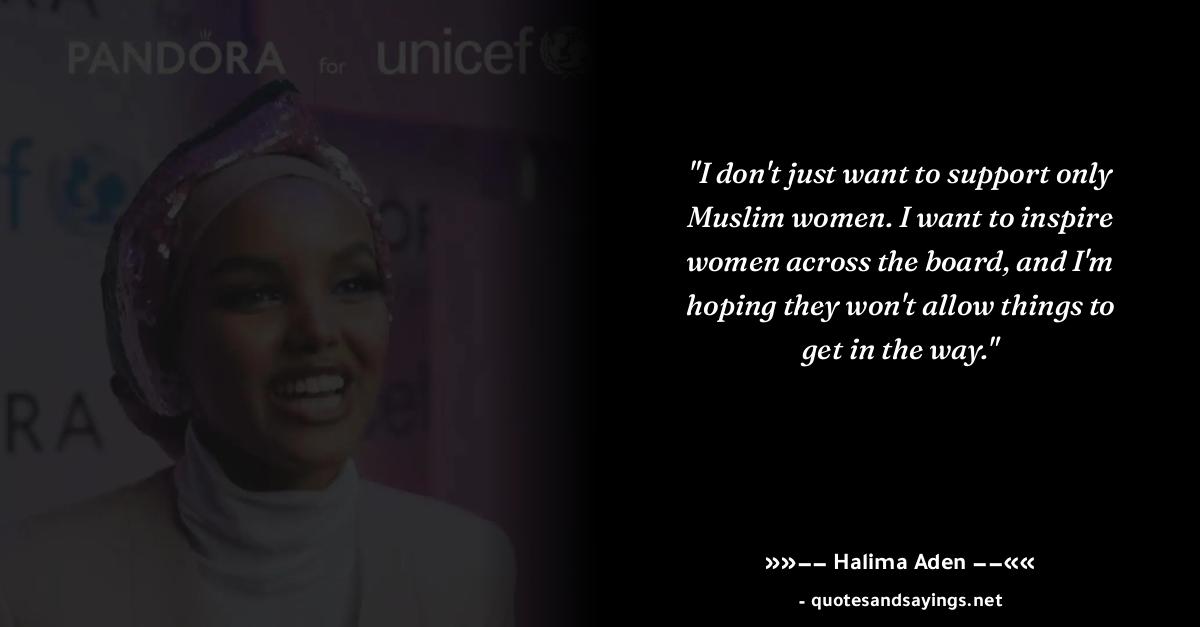 PANDORA for unicef
f
"I don't just want to support only
Muslim women. I want to inspire
women across the board, and I'm
hoping they won't allow things to
get in the way."
RA
»»–– Halima Aden ––««
- quotesandsayings.net